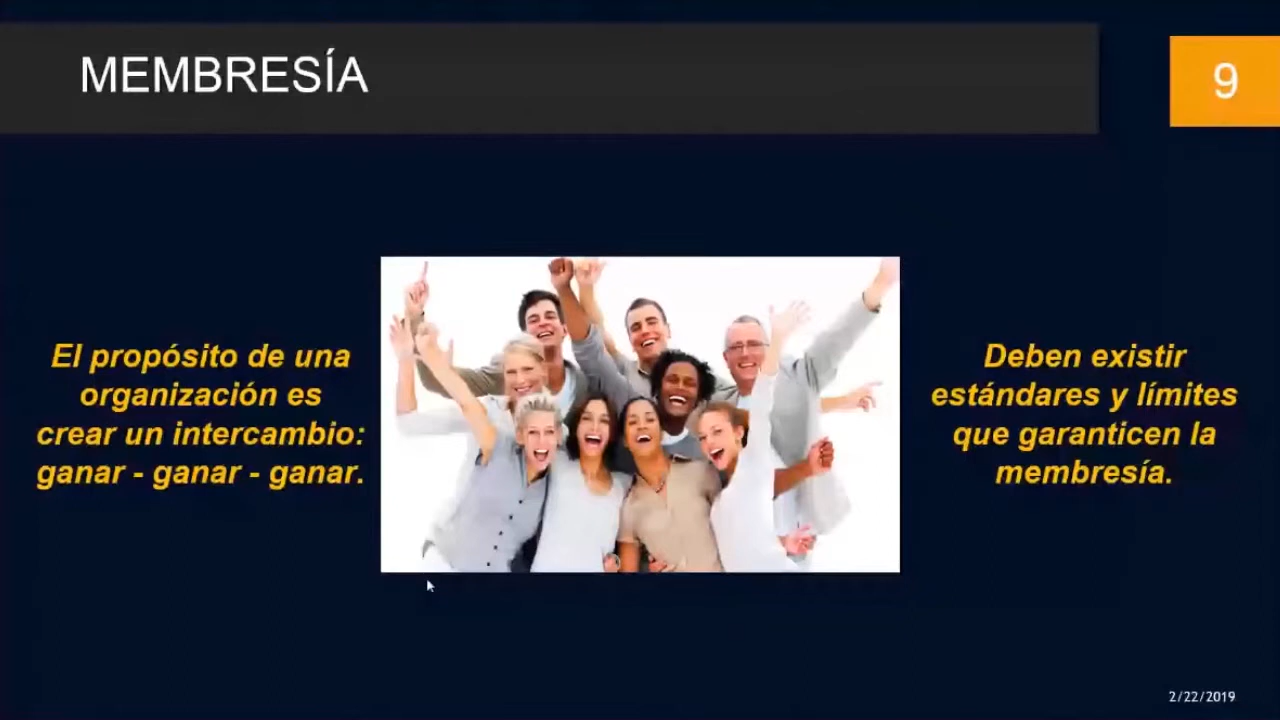 MEMBRESÍA
9
El propósito de una
organización es
crear un intercambio:
ganar - ganar - ganar.
Deben existir
estándares y límites
que garanticen la
membresía.
2/22/2019